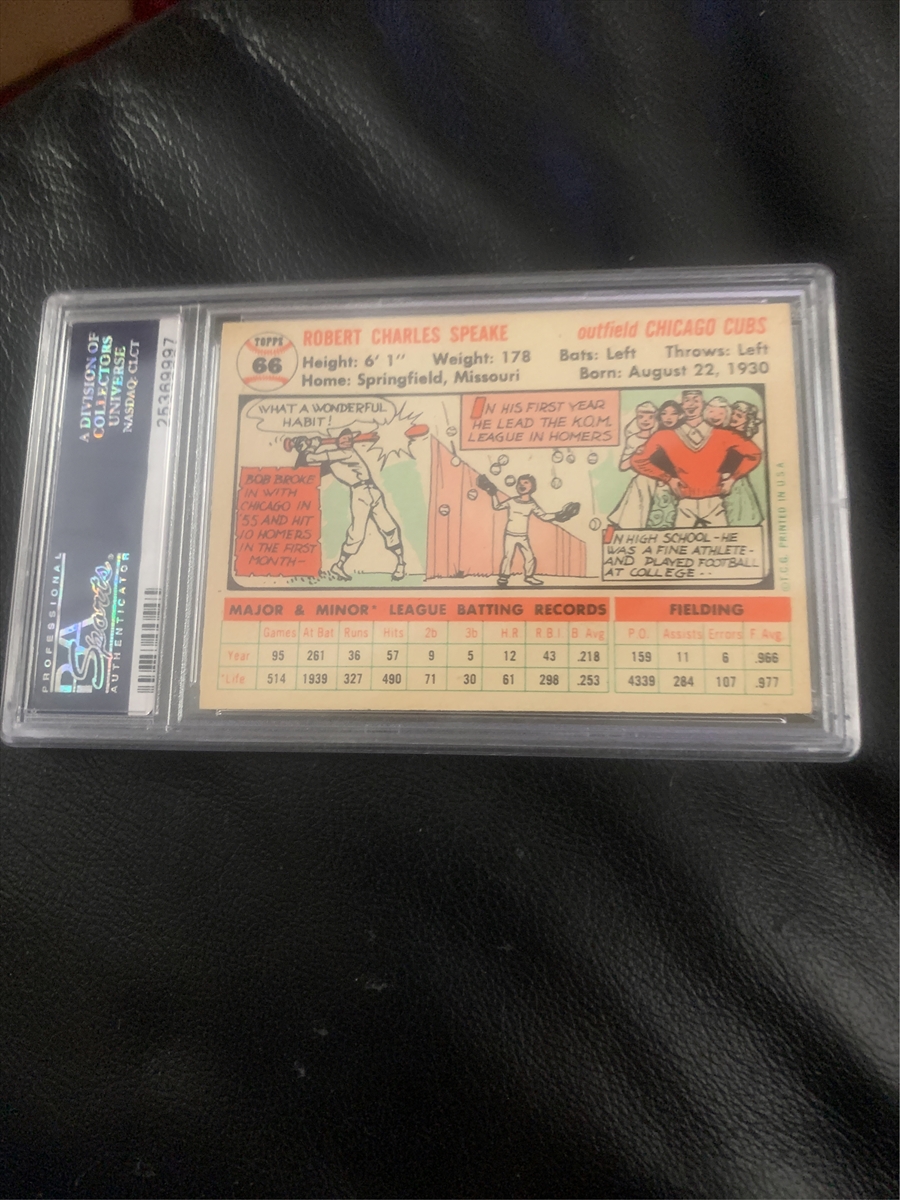 A DIVISION OF
COLLECTORS
UNIVERSE
NASDAQ: CLCT
25369997
PROFESSIONAL
PSA
Sports
AUTHENTICATOR
TOPPS
66
ROBERT CHARLES SPEAKE
outfield CHICAGO CUBS
Height: 6' 1" Weight: 178 Bats: Left Throws: Left
Home: Springfield, Missouri Born: August 22, 1930
WHAT A WONDERFUL
HABIT!
BOB BROKE
IN WITH
CHICAGO IN
'55 AND HIT
10 HOMERS
IN THE FIRST
MONTH-
IN HIS FIRST YEAR
HE LEAD THE K.O.M.
LEAGUE IN HOMERS
IN HIGH SCHOOL - HE
WAS A FINE ATHLETE -
AND PLAYED FOOTBALL
AT COLLEGE . .
©T.C.G. PRINTED IN U.S.A.
MAJOR & MINOR* LEAGUE BATTING RECORDS FIELDING
Games At Bat Runs Hits 2b 3b H.R. R B I B Avg. P.O. Assists Errors F. Avg.
Year 95 261 36 57 9 5 12 43 .218 159 11 6 .966
*Life 514 1939 327 490 71 30 61 298 .253 4339 284 107 .977